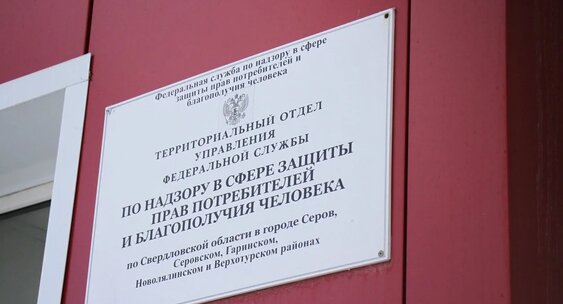 Федеральная служба по надзору в сфере
защиты прав потребителей и
благополучия человека
ТЕРРИТОРИАЛЬНЫЙ ОТДЕЛ
УПРАВЛЕНИЯ
ФЕДЕРАЛЬНОЙ СЛУЖБЫ
ПО НАДЗОРУ В СФЕРЕ ЗАЩИТЫ
ПРАВ ПОТРЕБИТЕЛЕЙ
И БЛАГОПОЛУЧИЯ ЧЕЛОВЕКА
по Свердловской области в городе Серов,
Серовском, Гаринском,
Новолялинском и Верхотурском районах